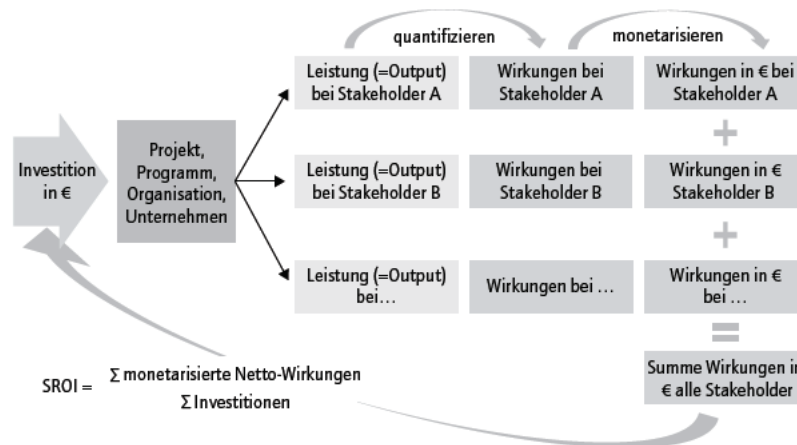 quantifizieren
monetarisieren
Leistung (=Output)
bei Stakeholder A
Wirkungen bei
Stakeholder A
Wirkungen in € bei
Stakeholder A
+
Investition
in €
Projekt,
Programm,
Organisation,
Unternehmen
Leistung (=Output)
bei Stakeholder B
Wirkungen bei
Stakeholder B
Wirkungen in €
Stakeholder B
+
Leistung (=Output)
bei…
Wirkungen bei …
Wirkungen in €
bei …
=
Summe Wirkungen in
€ alle Stakeholder
SROI =
Σ monetarisierte Netto-Wirkungen
Σ Investitionen